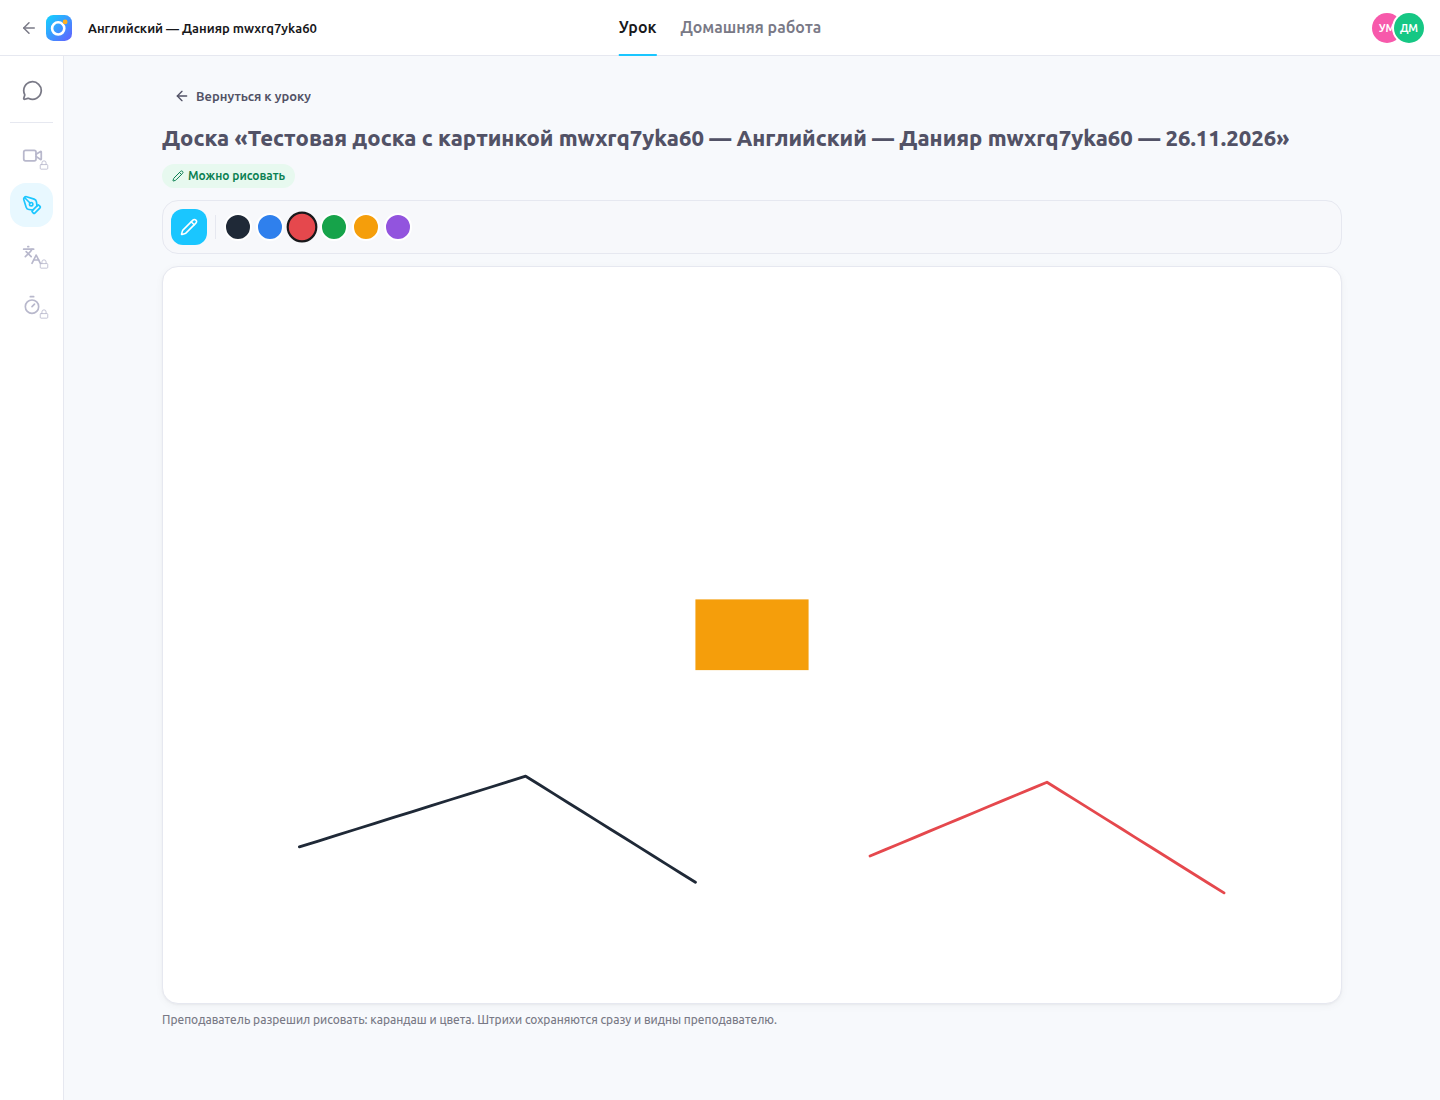 Английский — Данияр mwxrq7yka60
Урок
Домашняя работа
УМ
ДМ
Вернуться к уроку
Доска «Тестовая доска с картинкой mwxrq7yka60 — Английский — Данияр mwxrq7yka60 — 26.11.2026»
Можно рисовать
Преподаватель разрешил рисовать: карандаш и цвета. Штрихи сохраняются сразу и видны преподавателю.